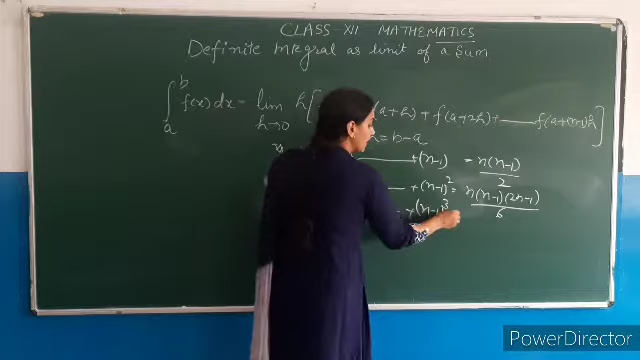 CLASS XII MATHEMATICS
Definite Integral as limit of a Sum
∫ₐᵇ f(x) dx = lim h→0 h[ (a+h) + f(a+2h) + —— f(a+(n-1)h]
= b-a
+(n-1) = n(n-1)/2
+(n-1)² = n(n-1)(2n-1)/6
+(n-1)³
PowerDirector